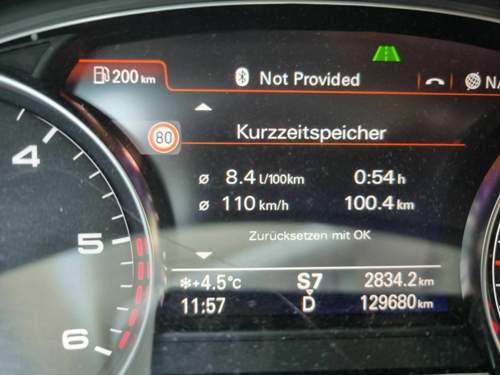 200 km
Not Provided
80
Kurzzeitspeicher
ø 8.4 l/100km 0:54 h
ø 110 km/h 100.4 km
Zurücksetzen mit OK
+4.5°C S7 2834.2 km
11:57 D 129680 km
4
5
6